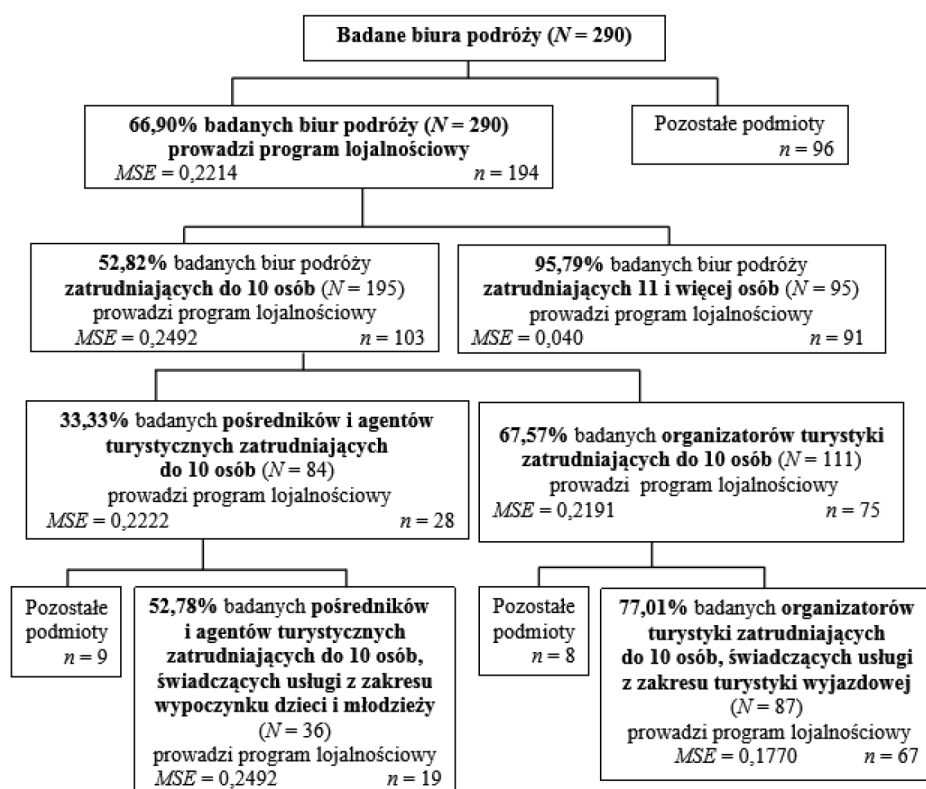 Badane biura podróży (N = 290)
66,90% badanych biur podróży (N = 290)
prowadzi program lojalnościowy
MSE = 0,2214 n = 194
Pozostałe podmioty
n = 96
52,82% badanych biur podróży
zatrudniających do 10 osób (N = 195)
prowadzi program lojalnościowy
MSE = 0,2492 n = 103
95,79% badanych biur podróży
zatrudniających 11 i więcej osób (N = 95)
prowadzi program lojalnościowy
MSE = 0,040 n = 91
33,33% badanych pośredników i agentów
turystycznych zatrudniających
do 10 osób (N = 84)
prowadzi program lojalnościowy
MSE = 0,2222 n = 28
67,57% badanych organizatorów turystyki
zatrudniających do 10 osób (N = 111)
prowadzi program lojalnościowy
MSE = 0,2191 n = 75
Pozostałe
podmioty
n = 9
52,78% badanych pośredników
i agentów turystycznych
zatrudniających do 10 osób,
świadczących usługi z zakresu
wypoczynku dzieci i młodzieży
(N = 36)
prowadzi program lojalnościowy
MSE = 0,2492 n = 19
Pozostałe
podmioty
n = 8
77,01% badanych organizatorów
turystyki zatrudniających
do 10 osób, świadczących usługi
z zakresu turystyki wyjazdowej
(N = 87)
prowadzi program lojalnościowy
MSE = 0,1770 n = 67